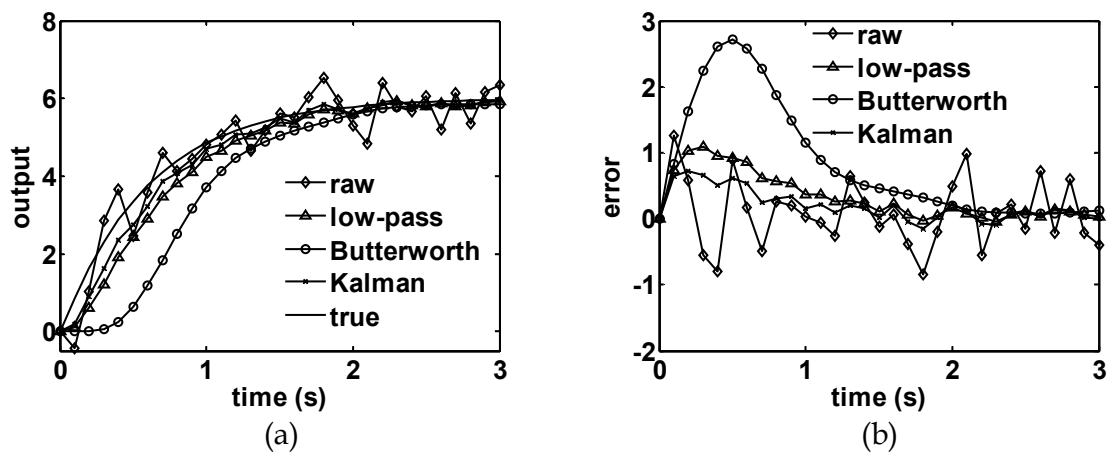 8
6
4
2
0
output
raw
low-pass
Butterworth
Kalman
true
0 1 2 3
time (s)
(a)
3
2
1
0
-1
-2
error
raw
low-pass
Butterworth
Kalman
0 1 2 3
time (s)
(b)